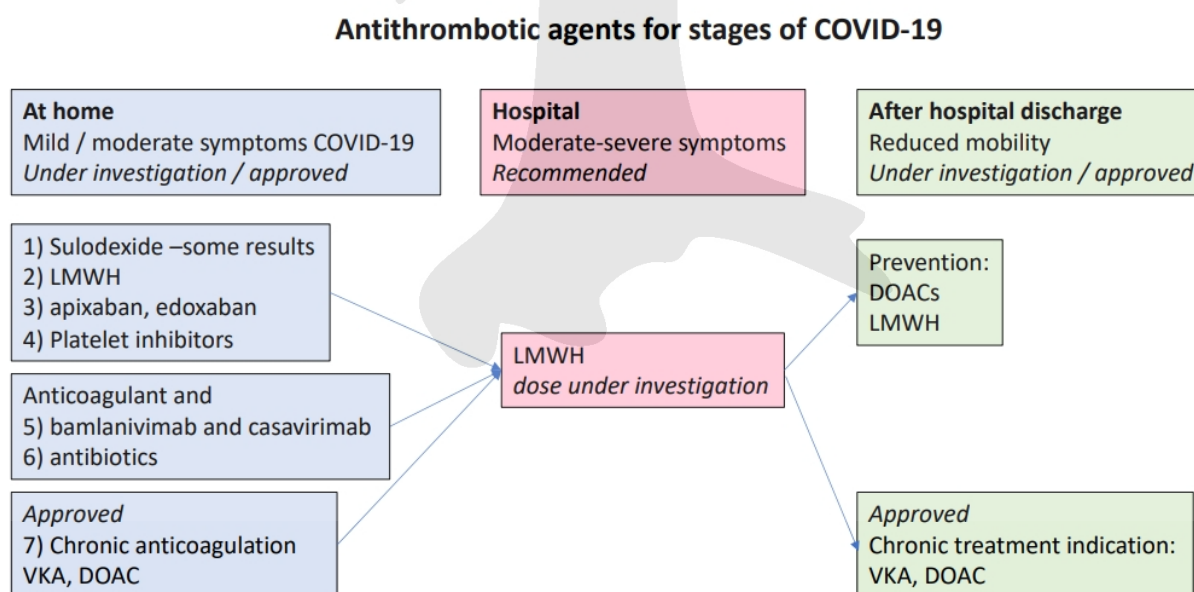 Antithrombotic agents for stages of COVID-19
At home
Mild / moderate symptoms COVID-19
Under investigation / approved
Hospital
Moderate-severe symptoms
Recommended
After hospital discharge
Reduced mobility
Under investigation / approved
1) Sulodexide –some results
2) LMWH
3) apixaban, edoxaban
4) Platelet inhibitors
Anticoagulant and
5) bamlanivimab and casavirimab
6) antibiotics
Approved
7) Chronic anticoagulation
VKA, DOAC
LMWH
dose under investigation
Prevention:
DOACs
LMWH
Approved
Chronic treatment indication:
VKA, DOAC